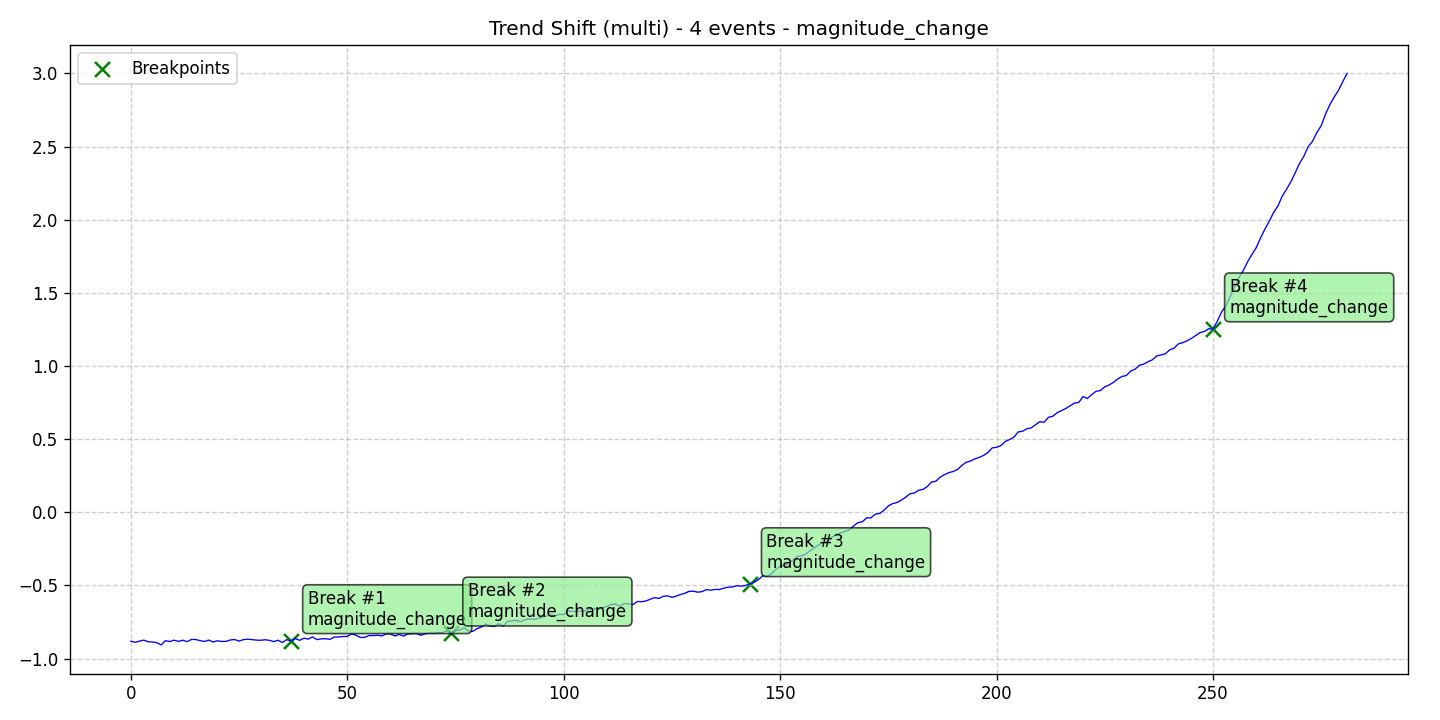 Trend Shift (multi) - 4 events - magnitude_change
Breakpoints
3.0
2.5
2.0
1.5
1.0
0.5
0.0
−0.5
−1.0
Break #4
magnitude_change
Break #3
magnitude_change
Break #1
magnitude_change
Break #2
magnitude_change
0
50
100
150
200
250